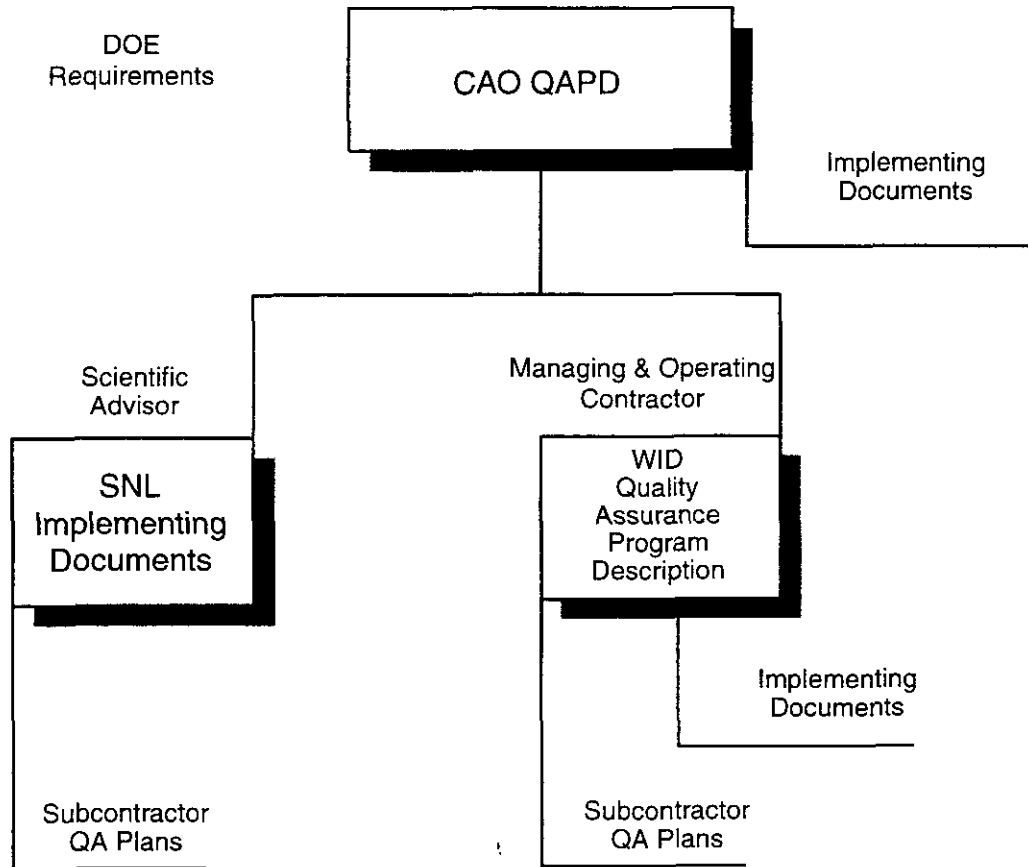 DOE
Requirements
CAO QAPD
Implementing
Documents
Scientific
Advisor
Managing & Operating
Contractor
SNL
Implementing
Documents
WID
Quality
Assurance
Program
Description
Implementing
Documents
Subcontractor
QA Plans
Subcontractor
QA Plans